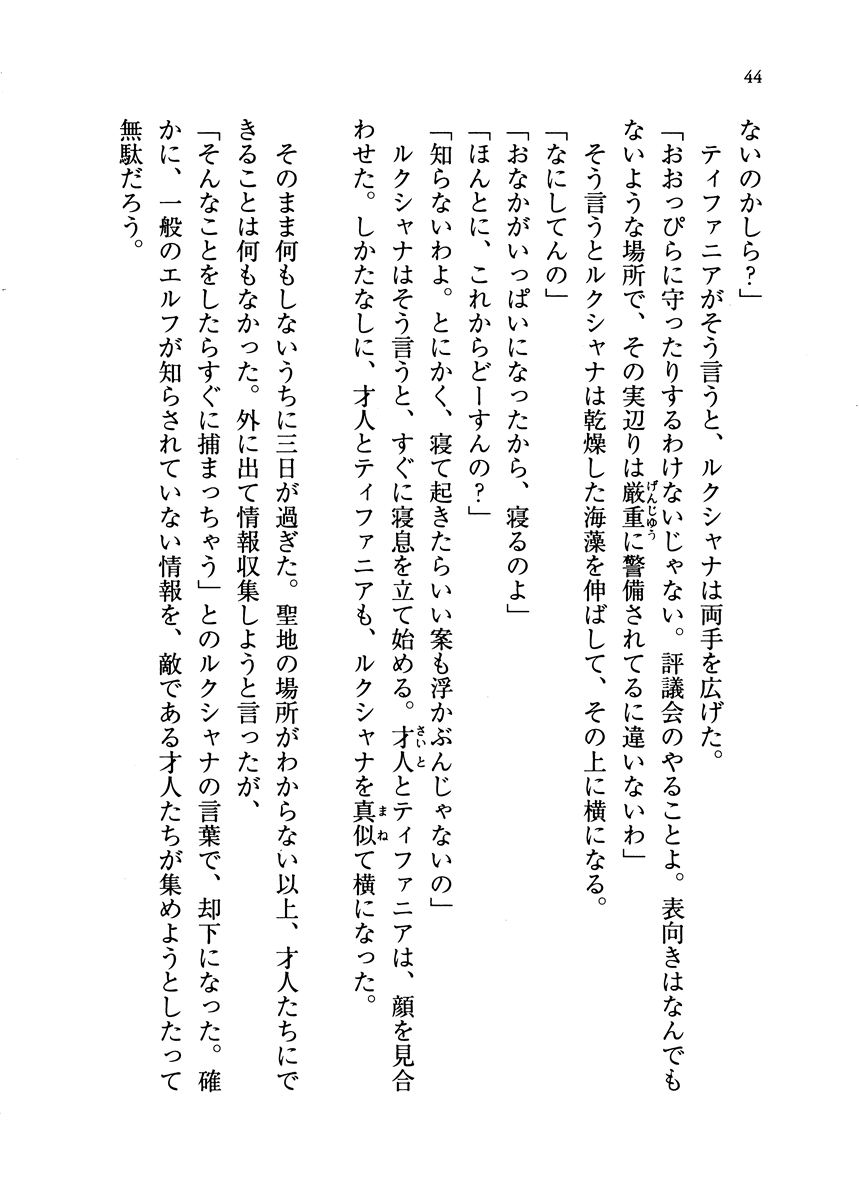 44
ないのかしら？」
ティファニアがそう言うと、ルクシャナは両手を広げた。
「おおっぴらに守ったりするわけないじゃない。評議会のやることよ。表向きはなんでも
ないような場所で、その実辺りは厳重に警備されてるに違いないわ」
そう言うとルクシャナは乾燥した海藻を伸ばして、その上に横になる。
「なにしてんの」
「おなかがいっぱいになったから、寝るのよ」
「ほんとに、これからどーすんの？」
「知らないわよ。とにかく、寝て起きたらいい案も浮かぶんじゃないの」
ルクシャナはそう言うと、すぐに寝息を立て始める。才人とティファニアは、顔を見合
わせた。しかたなしに、才人とティファニアも、ルクシャナを真似て横になった。
そのまま何もしないうちに三日が過ぎた。聖地の場所がわからない以上、才人たちにで
きることは何もなかった。外に出て情報収集しようと言ったが、
「そんなことをしたらすぐに捕まっちゃう」とのルクシャナの言葉で、却下になった。確
かに、一般のエルフが知らされていない情報を、敵である才人たちが集めようとしたって
無駄だろう。